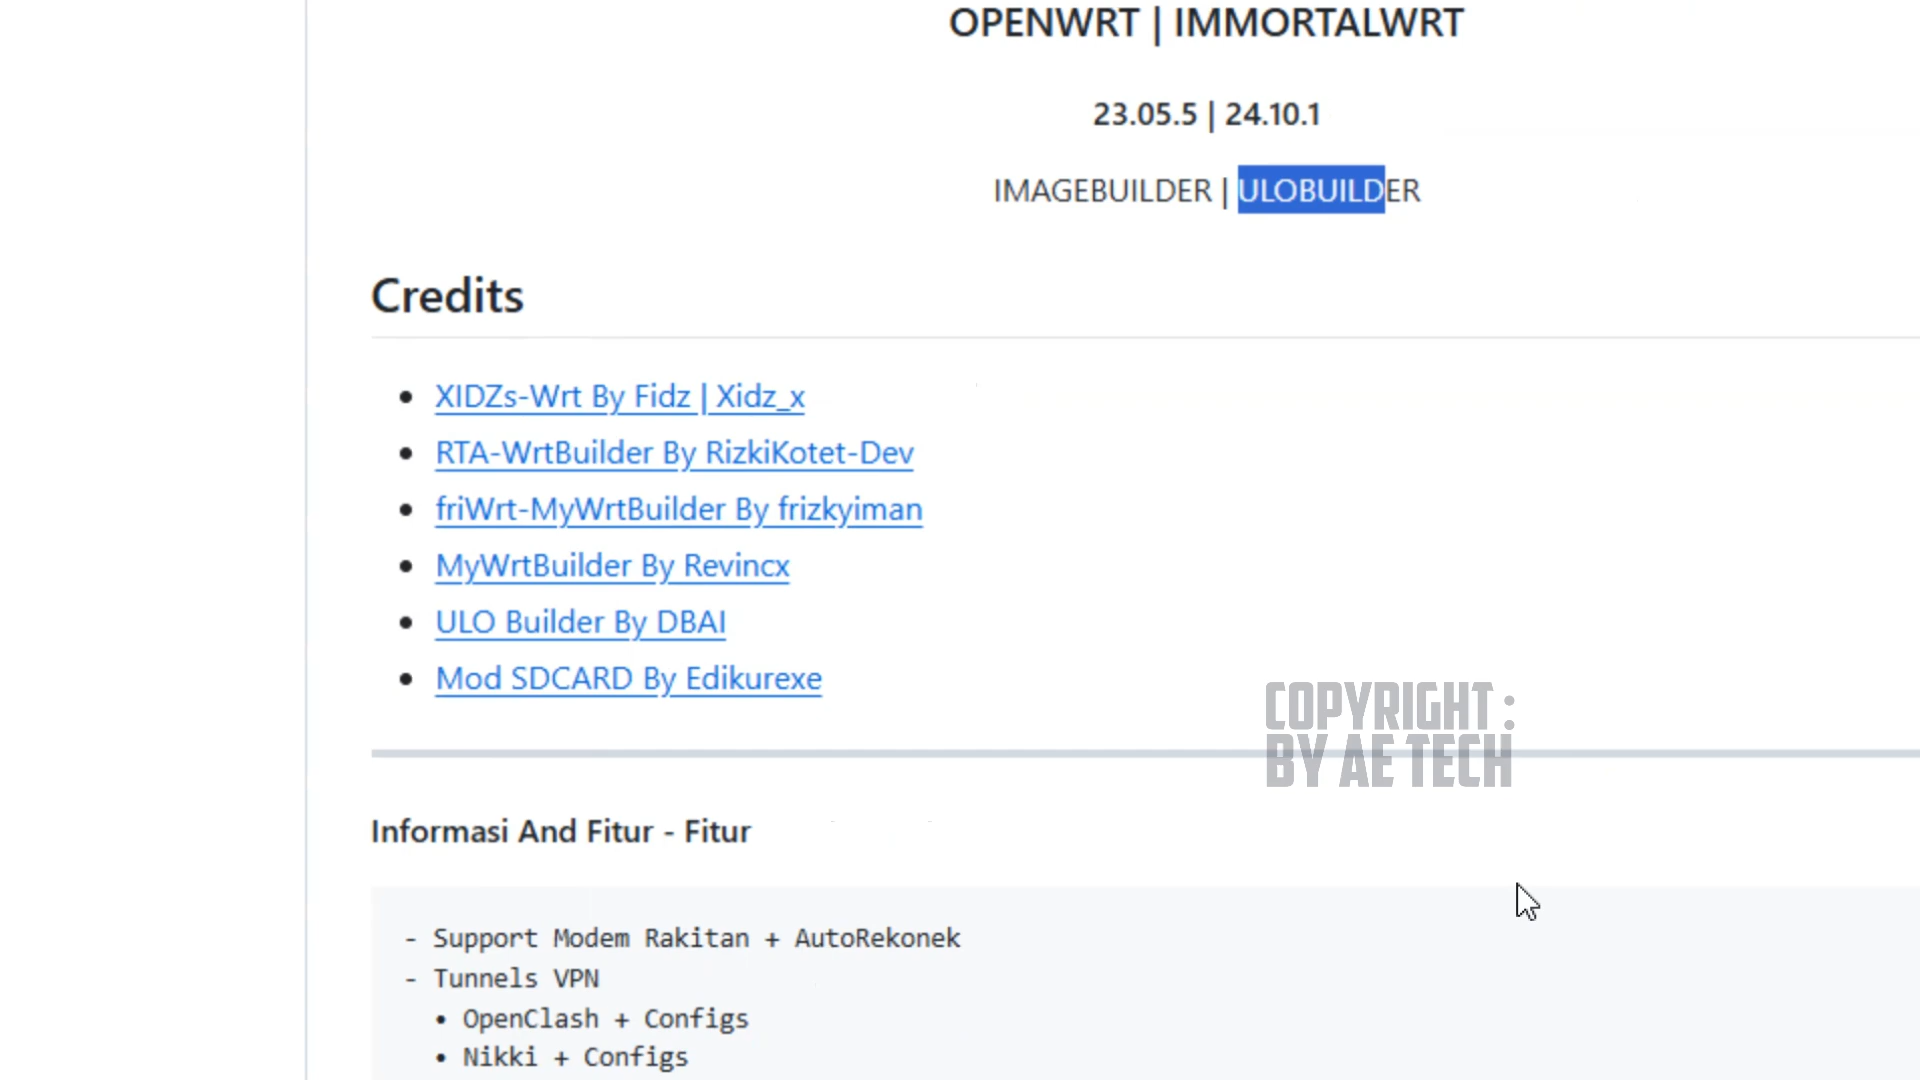 OPENWRT | IMMORTALWRT
23.05.5 | 24.10.1
IMAGEBUILDER | ULOBUILDER
Credits
• XIDZs-Wrt By Fidz | Xidz_x
• RTA-WrtBuilder By RizkiKotet-Dev
• friWrt-MyWrtBuilder By frizkyiman
• MyWrtBuilder By Revincx
• ULO Builder By DBAI
• Mod SDCARD By Edikurexe
COPYRIGHT :
BY AE TECH
Informasi And Fitur - Fitur
- Support Modem Rakitan + AutoRekonek
- Tunnels VPN
• OpenClash + Configs
• Nikki + Configs